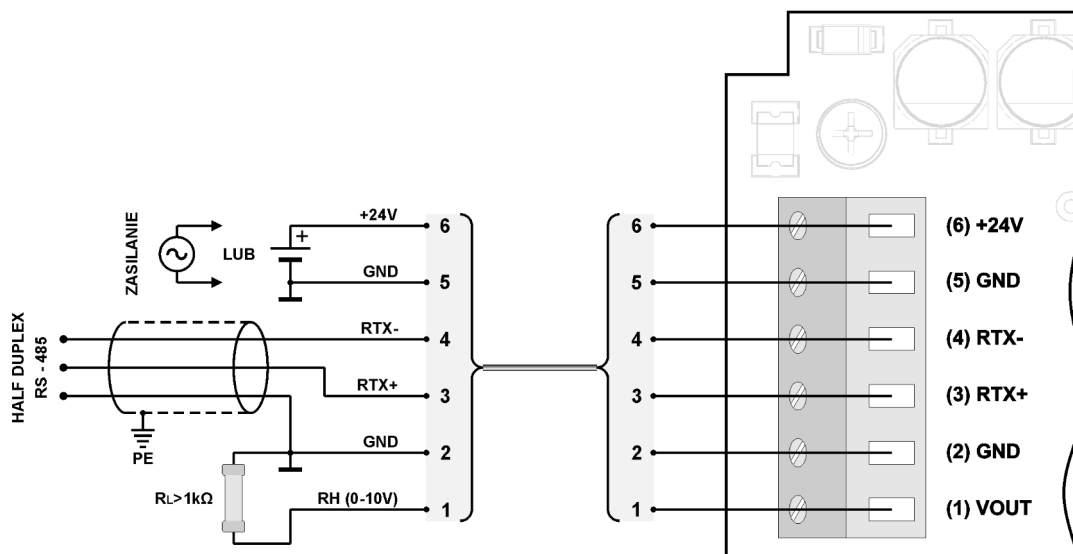 ZASILANIE
LUB
+
+24V
GND
HALF DUPLEX
RS - 485
RTX-
RTX+
GND
PE
RL>1kΩ
RH (0-10V)
6
5
4
3
2
1
6
5
4
3
2
1
(6) +24V
(5) GND
(4) RTX-
(3) RTX+
(2) GND
(1) VOUT